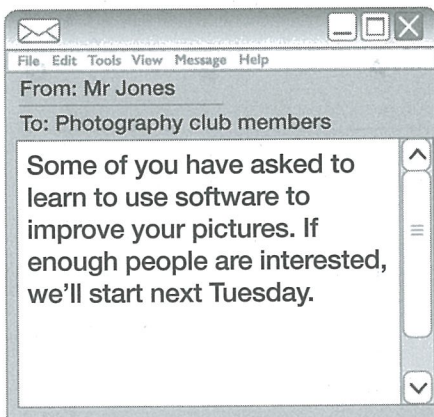 File Edit Tools View Message Help
From: Mr Jones
To: Photography club members
Some of you have asked to
learn to use software to
improve your pictures. If
enough people are interested,
we'll start next Tuesday.